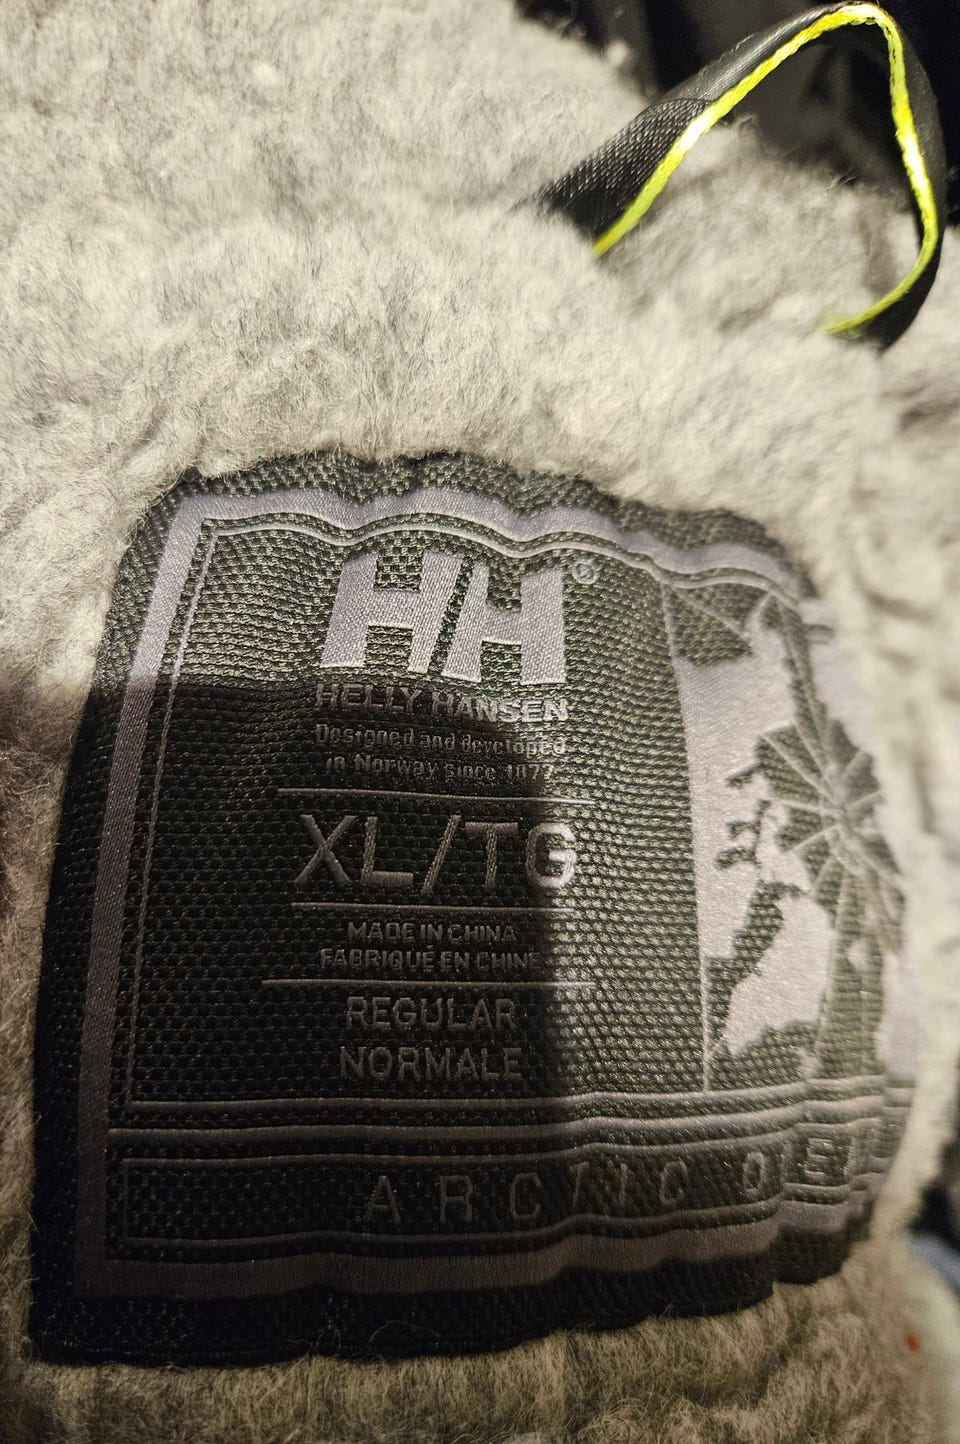 HH®
HELLY HANSEN
Designed and developed
in Norway since 1877
XL/TG
MADE IN CHINA
FABRIQUÉ EN CHINE
REGULAR
NORMALE
ARCTIC